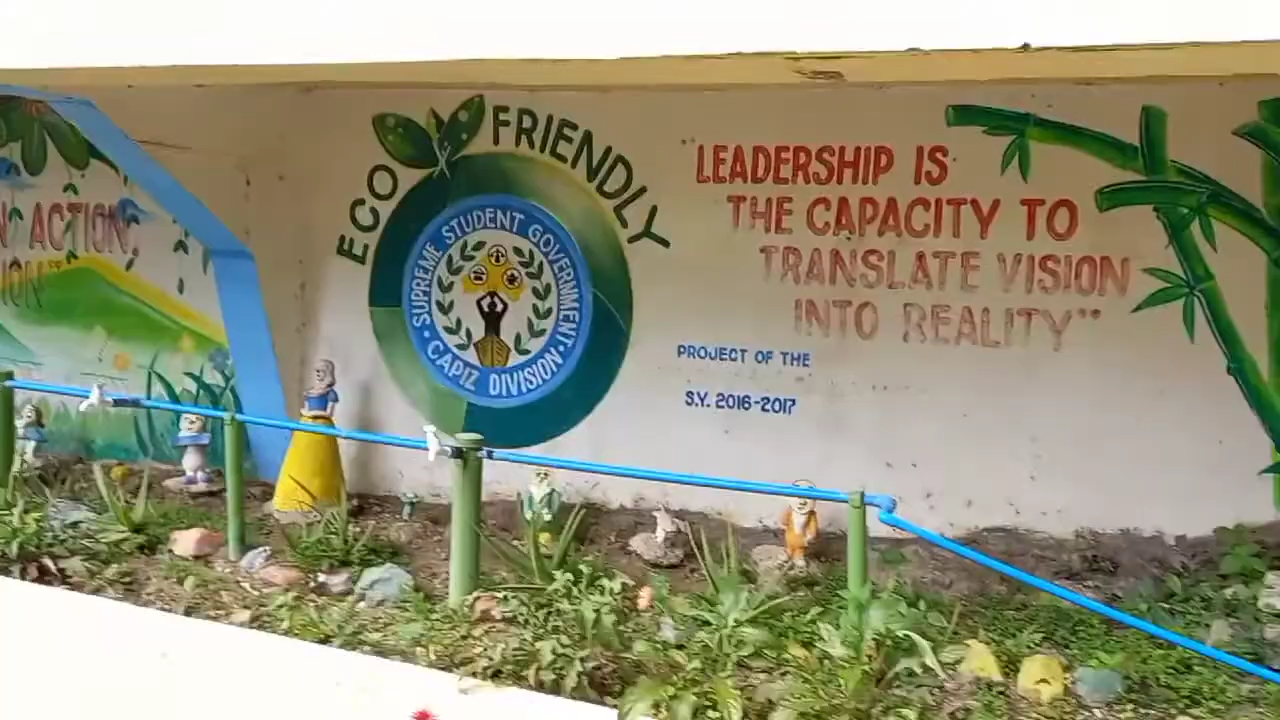 N ACTION,
ION"
ECO FRIENDLY
SUPREME STUDENT GOVERNMENT
• CAPIZ DIVISION •
"LEADERSHIP IS
THE CAPACITY TO
TRANSLATE VISION
INTO REALITY"
PROJECT OF THE
S.Y. 2016-2017